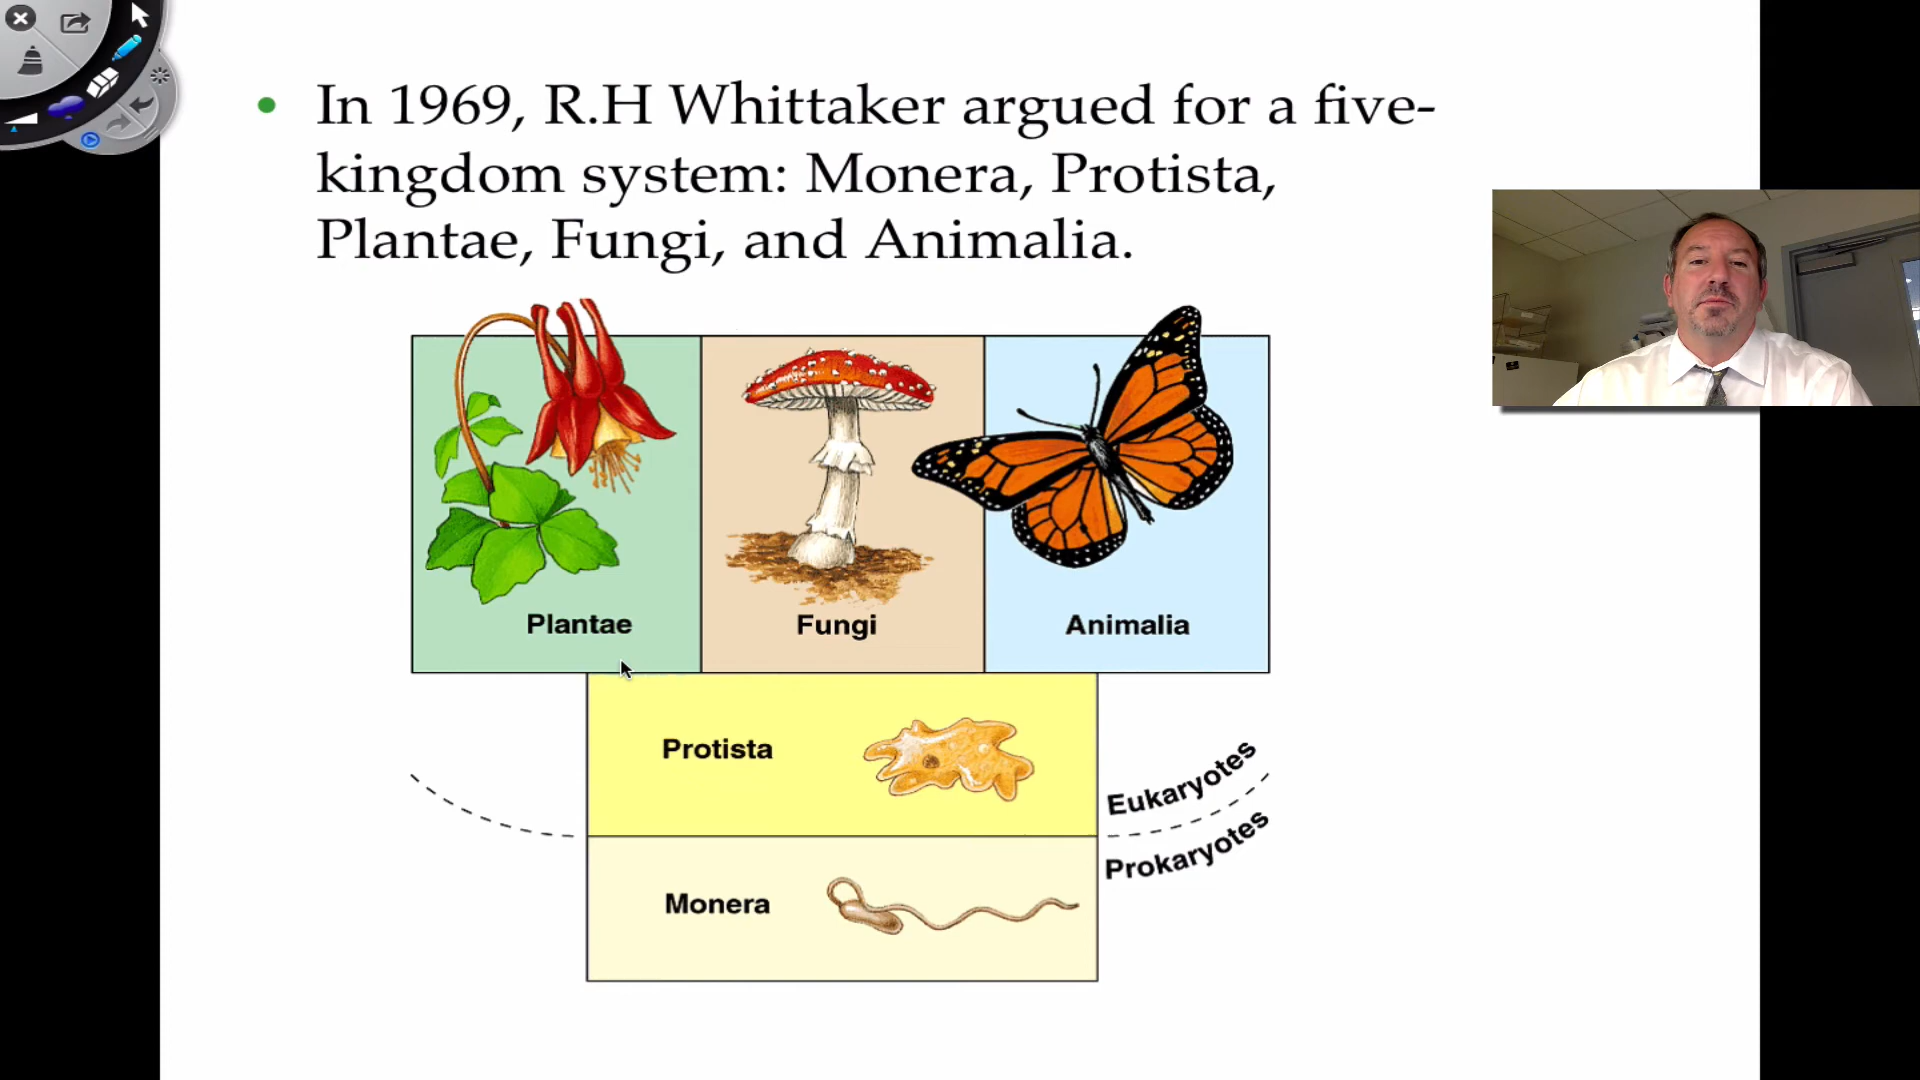 In 1969, R.H Whittaker argued for a five-
kingdom system: Monera, Protista,
Plantae, Fungi, and Animalia.
Plantae
Fungi
Animalia
Protista
Eukaryotes
Prokaryotes
Monera